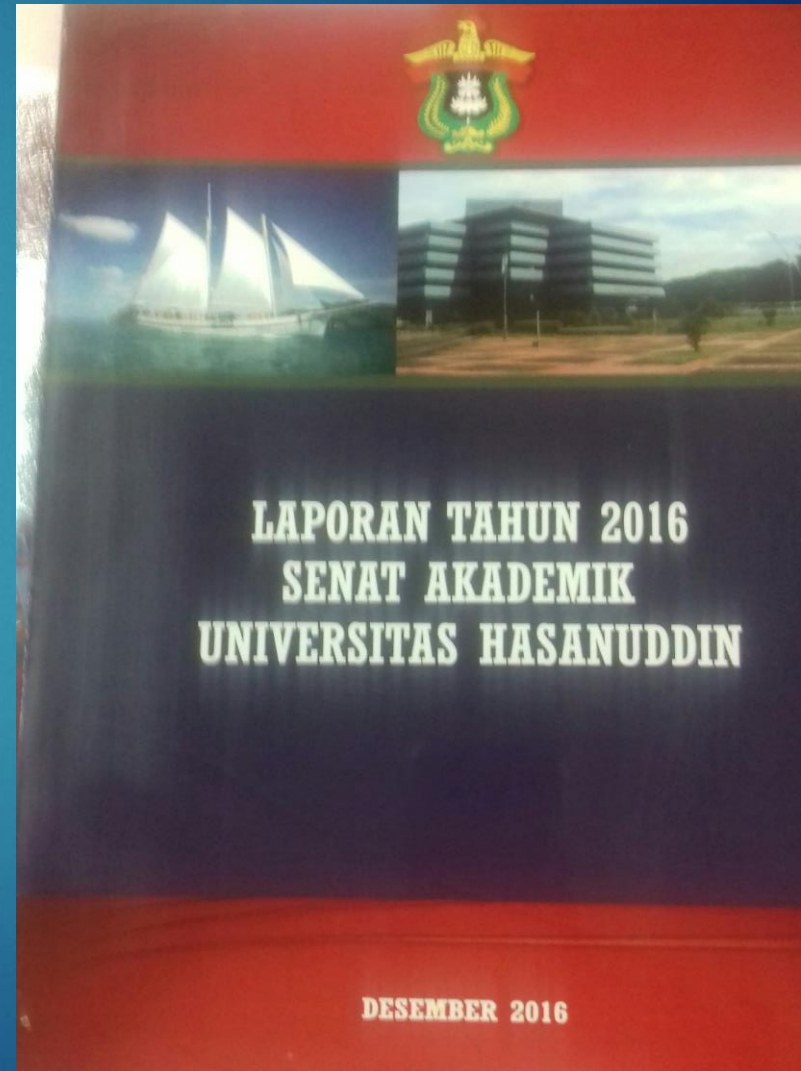 LAPORAN TAHUN 2016
SENAT AKADEMIK
UNIVERSITAS HASANUDDIN
DESEMBER 2016